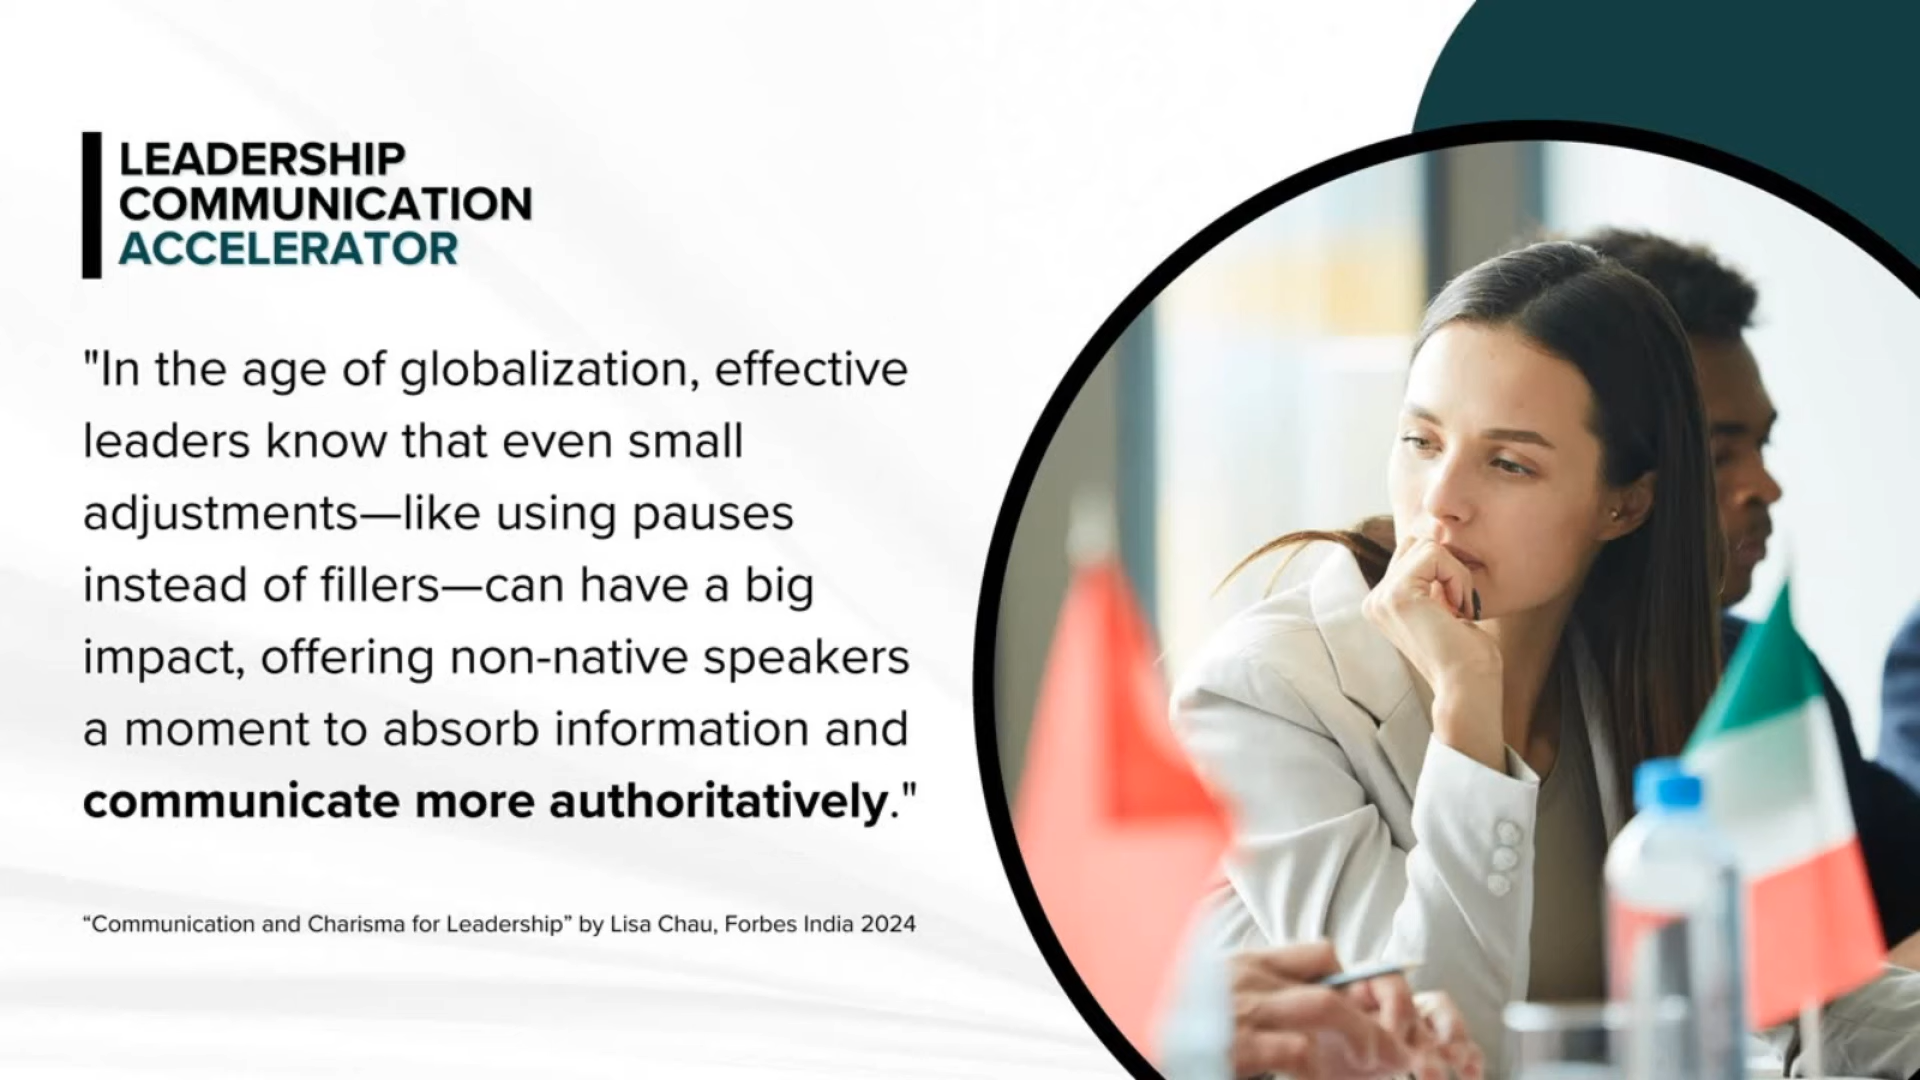 LEADERSHIP
COMMUNICATION
ACCELERATOR
"In the age of globalization, effective
leaders know that even small
adjustments—like using pauses
instead of fillers—can have a big
impact, offering non-native speakers
a moment to absorb information and
communicate more authoritatively."
“Communication and Charisma for Leadership” by Lisa Chau, Forbes India 2024